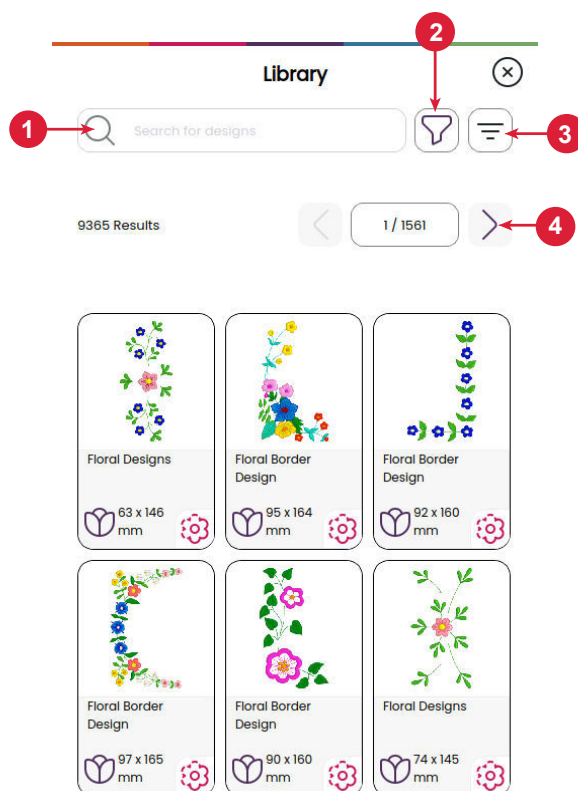 2
Library
1
Search for designs
3
9365 Results
1 / 1561
4
Floral Designs
63 x 146
mm
Floral Border
Design
95 x 164
mm
Floral Border
Design
92 x 160
mm
Floral Border
Design
97 x 165
mm
Floral Border
Design
90 x 160
mm
Floral Designs
74 x 145
mm